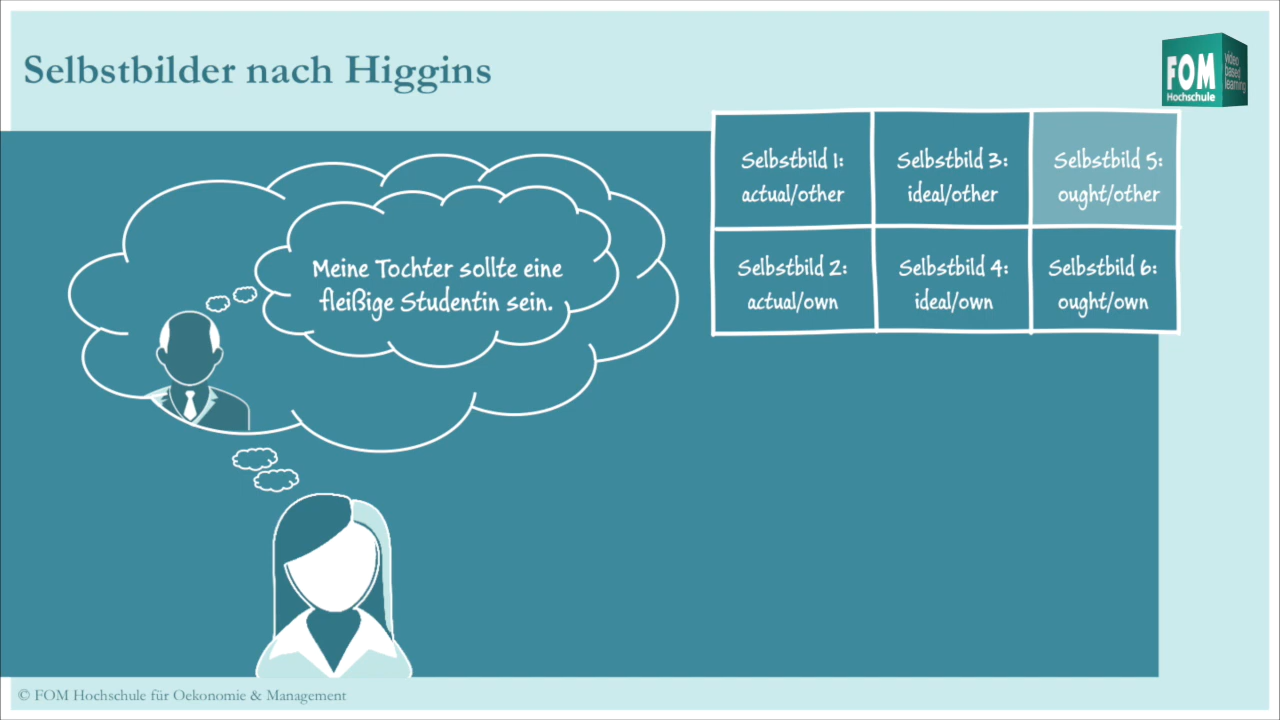 Selbstbilder nach Higgins
FOM
Hochschule
video
based
learning
Selbstbild 1:
actual/other
Selbstbild 3:
ideal/other
Selbstbild 5:
ought/other
Selbstbild 2:
actual/own
Selbstbild 4:
ideal/own
Selbstbild 6:
ought/own
Meine Tochter sollte eine
fleißige Studentin sein.
© FOM Hochschule für Oekonomie & Management